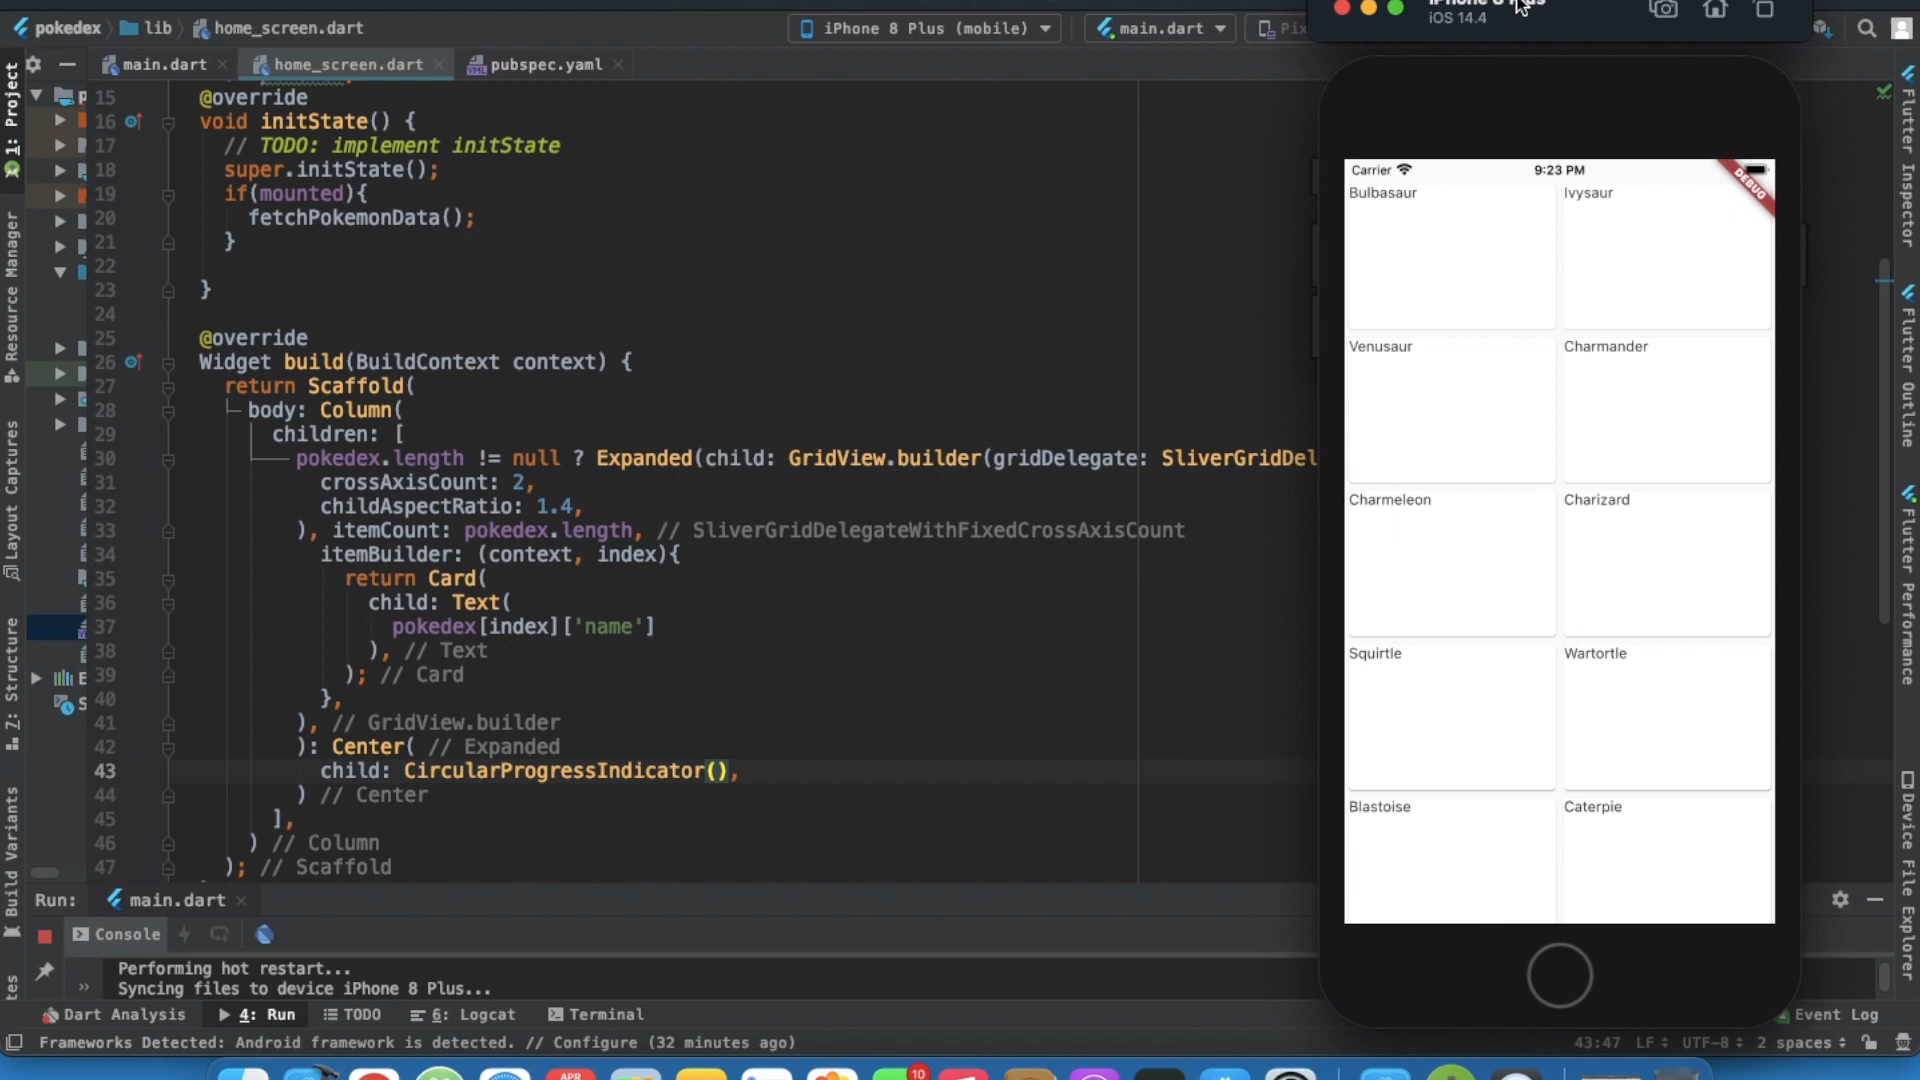 pokedex lib home_screen.dart
iPhone 8 Plus (mobile) main.dart
iOS 14.4
main.dart home_screen.dart pubspec.yaml
15 @override
16 void initState() {
17 // TODO: implement initState
18 super.initState();
19 if(mounted){
20 fetchPokemonData();
21 }
22
23 }
24
25 @override
26 Widget build(BuildContext context) {
27 return Scaffold(
28 body: Column(
29 children: [
30 pokedex.length != null ? Expanded(child: GridView.builder(gridDelegate: SliverGridDel
31 crossAxisCount: 2,
32 childAspectRatio: 1.4,
33 ), itemCount: pokedex.length, // SliverGridDelegateWithFixedCrossAxisCount
34 itemBuilder: (context, index){
35 return Card(
36 child: Text(
37 pokedex[index]['name']
38 ), // Text
39 ); // Card
40 },
41 ), // GridView.builder
42 ): Center( // Expanded
43 child: CircularProgressIndicator(),
44 ) // Center
45 ],
46 ) // Column
47 ); // Scaffold
1: Project
Resource Manager
Layout Captures
7: Structure
Build Variants
Carrier 9:23 PM
DEBUG
Bulbasaur Ivysaur
Venusaur Charmander
Charmeleon Charizard
Squirtle Wartortle
Blastoise Caterpie
Flutter Inspector
Flutter Outline
Flutter Performance
Device File Explorer
Run: main.dart
Console
Performing hot restart...
Syncing files to device iPhone 8 Plus...
Dart Analysis 4: Run TODO 6: Logcat Terminal Event Log
Frameworks Detected: Android framework is detected. // Configure (32 minutes ago) 43:47 LF UTF-8 2 spaces
APR 10